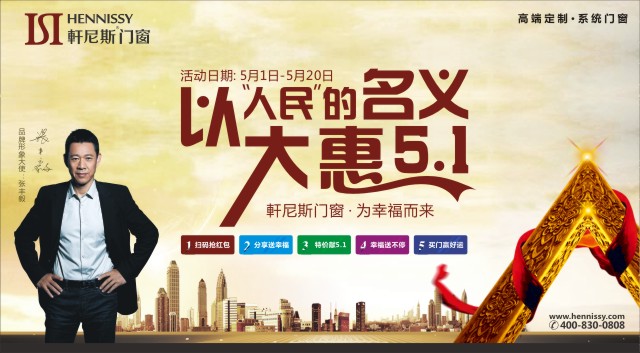 HENNISSY
軒尼斯门窗
高端定制·系统门窗
活动日期: 5月1日-5月20日
以“人民”的名义
大惠5.1
軒尼斯门窗·为幸福而来
品牌形象大使：张丰毅
1 扫码抢红包
2 分享送幸福
3 特价献5.1
4 幸福送不停
5 买门赢好运
www.hennissy.com
400-830-0808